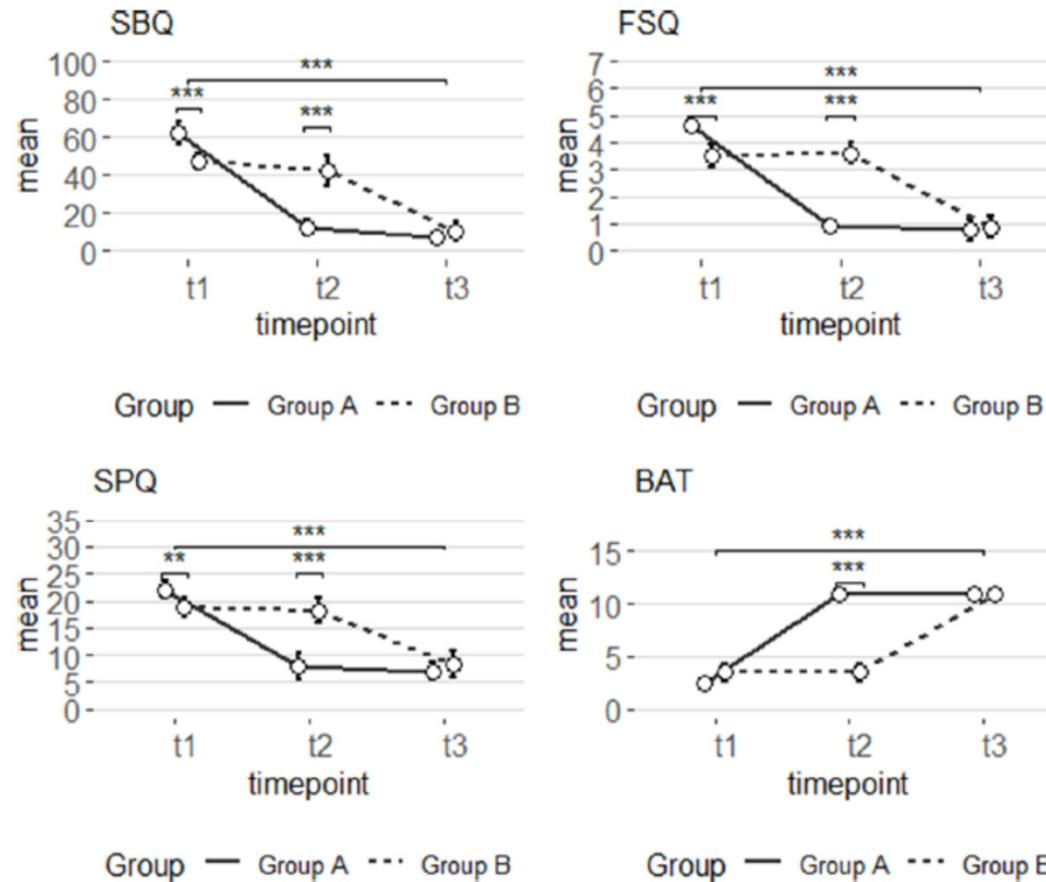 SBQ
100
80
60
40
20
0
mean
***
***
***
t1 t2 t3
timepoint
Group Group A Group B
FSQ
7
6
5
4
3
2
1
0
mean
***
***
***
t1 t2 t3
timepoint
Group Group A Group B
SPQ
35
30
25
20
15
10
5
0
mean
***
**
***
t1 t2 t3
timepoint
Group Group A Group B
BAT
15
10
5
0
mean
***
***
t1 t2 t3
timepoint
Group Group A Group B